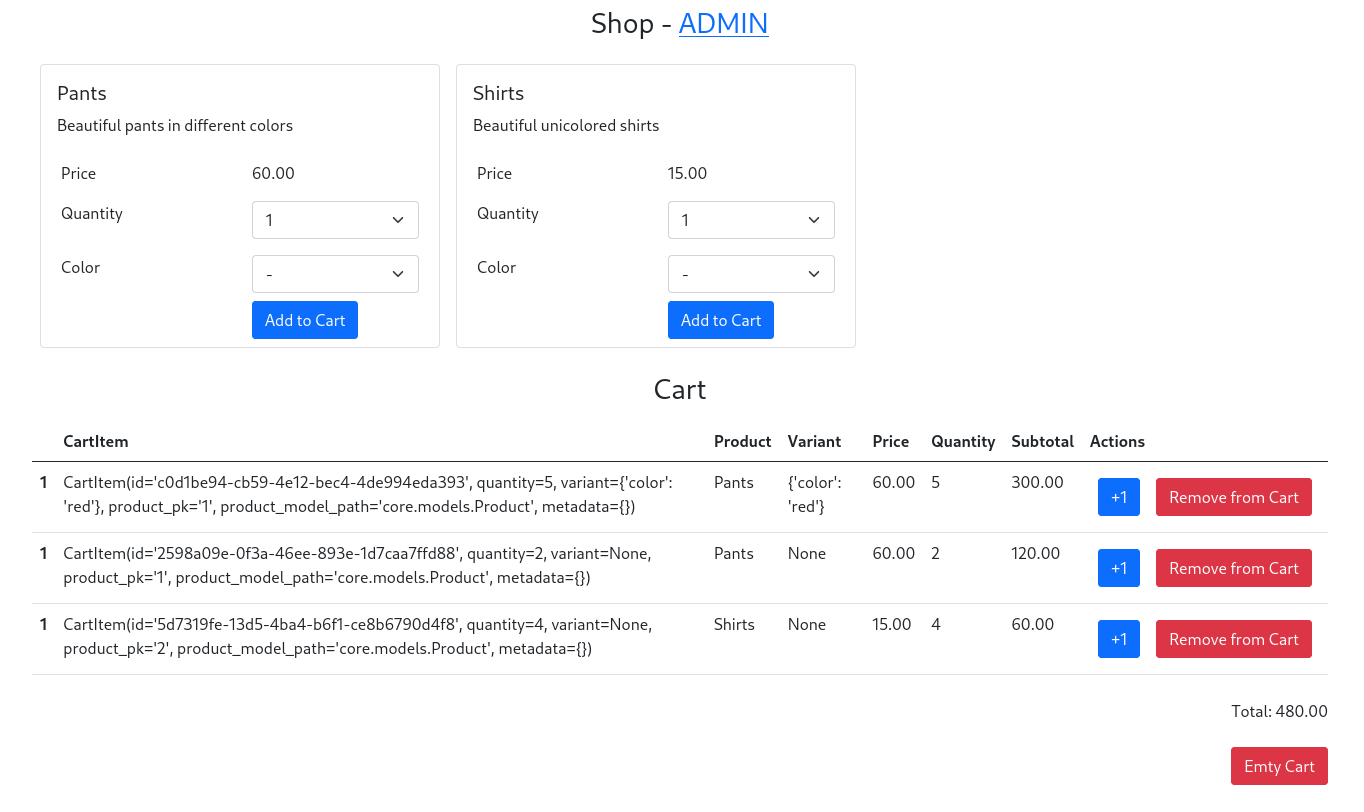 Shop - ADMIN
Pants
Beautiful pants in different colors
Price 60.00
Quantity 1
Color -
Add to Cart
Shirts
Beautiful unicolored shirts
Price 15.00
Quantity 1
Color -
Add to Cart
Cart
CartItem Product Variant Price Quantity Subtotal Actions
1 CartItem(id='c0d1be94-cb59-4e12-bec4-4de994eda393', quantity=5, variant={'color': Pants {'color': 60.00 5 300.00 +1 Remove from Cart
'red'}, product_pk='1', product_model_path='core.models.Product', metadata={}) 'red'}
1 CartItem(id='2598a09e-0f3a-46ee-893e-1d7caa7ffd88', quantity=2, variant=None, Pants None 60.00 2 120.00 +1 Remove from Cart
product_pk='1', product_model_path='core.models.Product', metadata={})
1 CartItem(id='5d7319fe-13d5-4ba4-b6f1-ce8b6790d4f8', quantity=4, variant=None, Shirts None 15.00 4 60.00 +1 Remove from Cart
product_pk='2', product_model_path='core.models.Product', metadata={})
Total: 480.00
Emty Cart